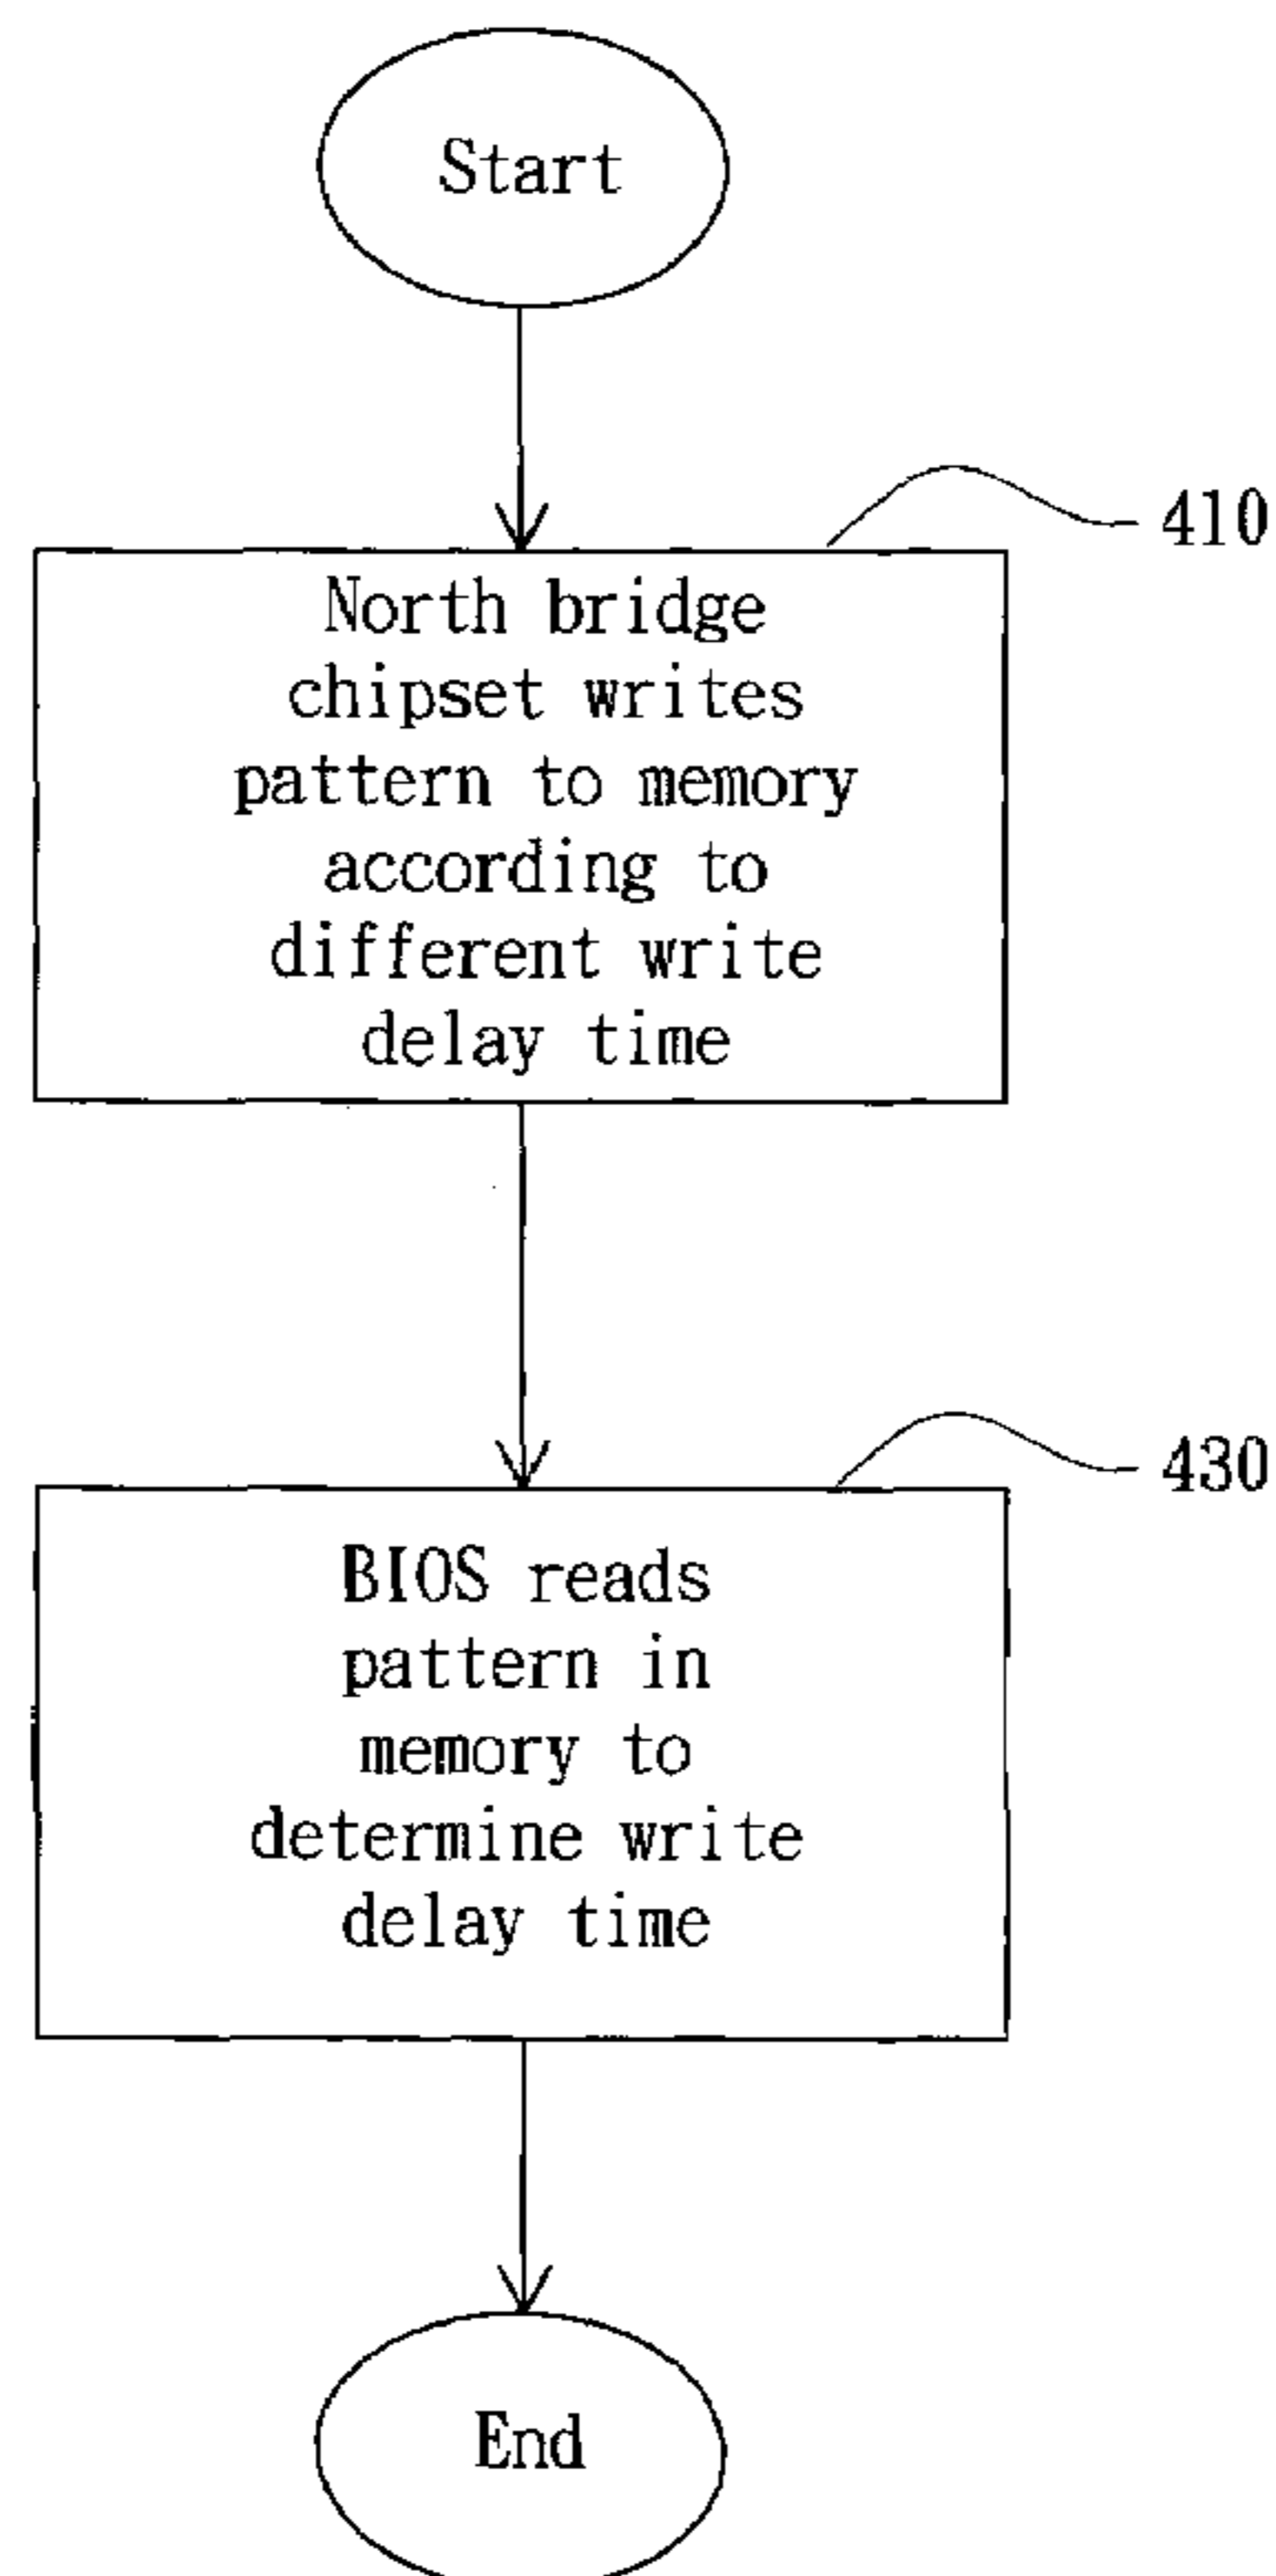 Start
410
North bridge
chipset writes
pattern to memory
according to
different write
delay time
430
BIOS reads
pattern in
memory to
determine write
delay time
End